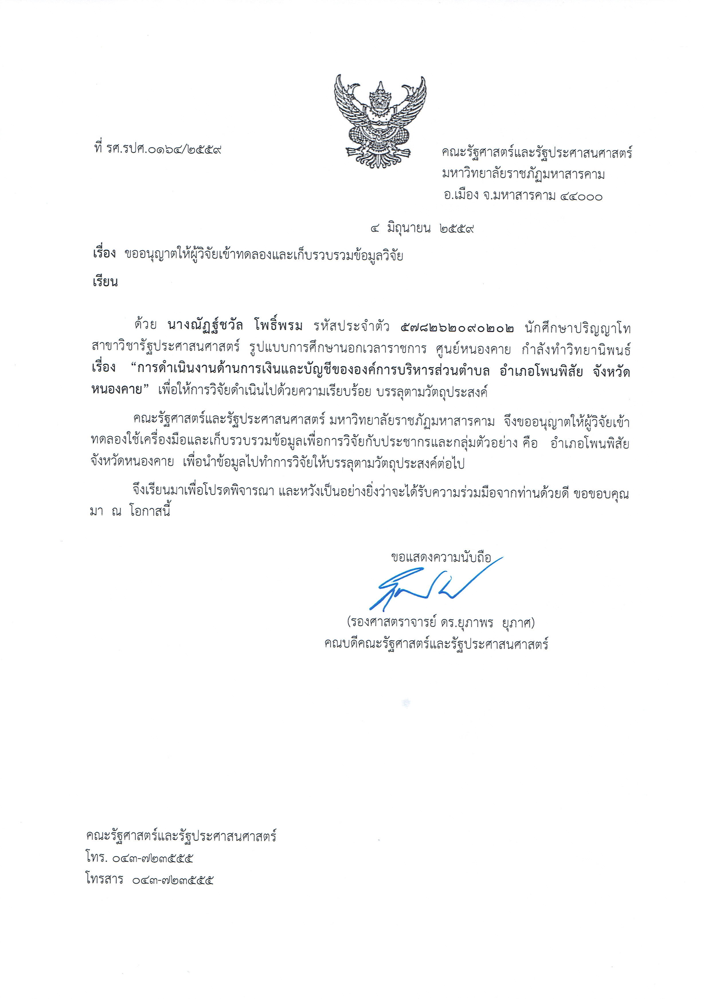 ที่ รศ.รปศ.๐๑๖๔/๒๕๕๙
คณะรัฐศาสตร์และรัฐประศาสนศาสตร์
มหาวิทยาลัยราชภัฏมหาสารคาม
อ.เมือง จ.มหาสารคาม ๔๔๐๐๐
๔ มิถุนายน ๒๕๕๙
เรื่อง ขออนุญาตให้ผู้วิจัยเข้าทดลองและเก็บรวบรวมข้อมูลวิจัย
เรียน
ด้วย นางณัฏฐ์ชวัล โพธิ์พรม รหัสประจำตัว ๕๗๘๒๖๒๐๙๐๒๐๒ นักศึกษาปริญญาโท
สาขาวิชารัฐประศาสนศาสตร์ รูปแบบการศึกษานอกเวลาราชการ ศูนย์หนองคาย กำลังทำวิทยานิพนธ์
เรื่อง “การดำเนินงานด้านการเงินและบัญชีขององค์การบริหารส่วนตำบล อำเภอโพนพิสัย จังหวัด
หนองคาย” เพื่อให้การวิจัยดำเนินไปด้วยความเรียบร้อย บรรลุตามวัตถุประสงค์
คณะรัฐศาสตร์และรัฐประศาสนศาสตร์ มหาวิทยาลัยราชภัฏมหาสารคาม จึงขออนุญาตให้ผู้วิจัยเข้า
ทดลองใช้เครื่องมือและเก็บรวบรวมข้อมูลเพื่อการวิจัยกับประชากรและกลุ่มตัวอย่าง คือ อำเภอโพนพิสัย
จังหวัดหนองคาย เพื่อนำข้อมูลไปทำการวิจัยให้บรรลุตามวัตถุประสงค์ต่อไป
จึงเรียนมาเพื่อโปรดพิจารณา และหวังเป็นอย่างยิ่งว่าจะได้รับความร่วมมือจากท่านด้วยดี ขอขอบคุณ
มา ณ โอกาสนี้
ขอแสดงความนับถือ
(รองศาสตราจารย์ ดร.ยุภาพร ยุภาศ)
คณบดีคณะรัฐศาสตร์และรัฐประศาสนศาสตร์
คณะรัฐศาสตร์และรัฐประศาสนศาสตร์
โทร. ๐๔๓-๗๒๓๕๕๕
โทรสาร ๐๔๓-๗๒๓๕๕๕